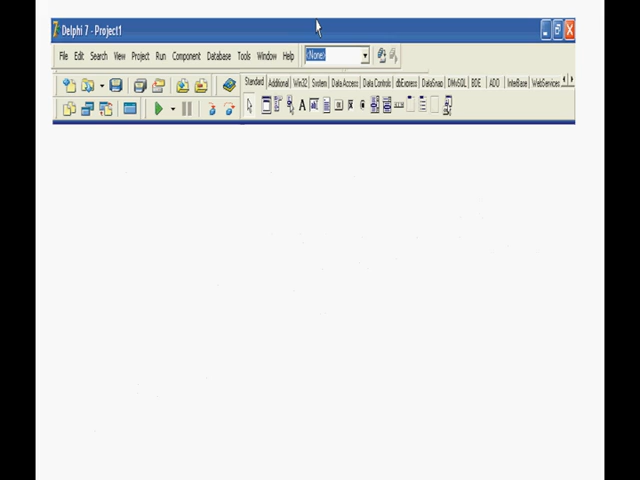 Delphi 7 - Project1
File Edit Search View Project Run Component Database Tools Window Help <None>
Standard Additional Win32 System Data Access Data Controls dbExpress DataSnap BDE ADO InterBase WebServices